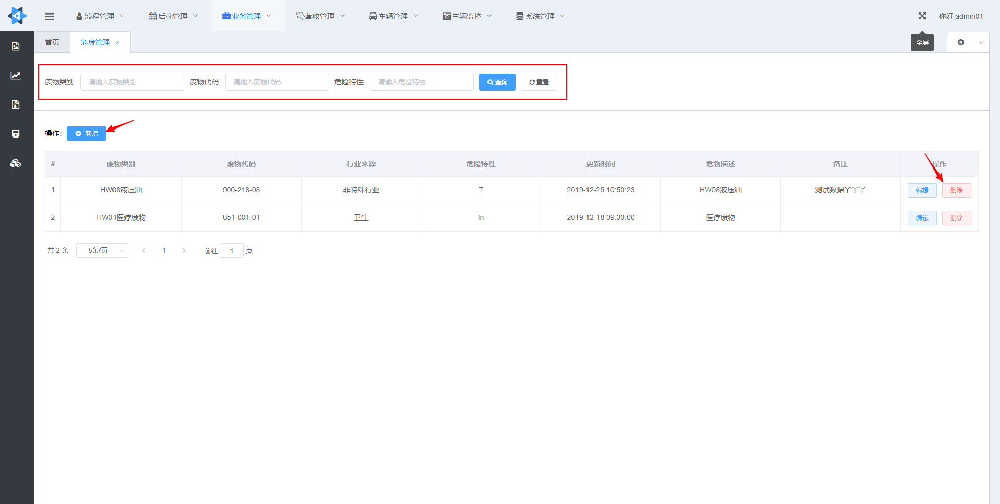 流程管理 后勤管理 业务管理 营收管理 车辆管理 车辆监控 系统管理 你好 admin01
首页 危废管理 × 全屏
废物类别 请输入废物类别 废物代码 请输入废物代码 危险特性 请输入危险特性 查询 重置
操作： 新增
# 废物类别 废物代码 行业来源 危险特性 更新时间 危物描述 备注 操作
1 HW08液压油 900-218-08 非特殊行业 T 2019-12-25 10:50:23 HW08液压油 测试数据丫丫丫 编辑 删除
2 HW01医疗废物 851-001-01 卫生 In 2019-12-18 09:30:00 医疗废物 编辑 删除
共 2 条 5条/页 1 前往 1 页